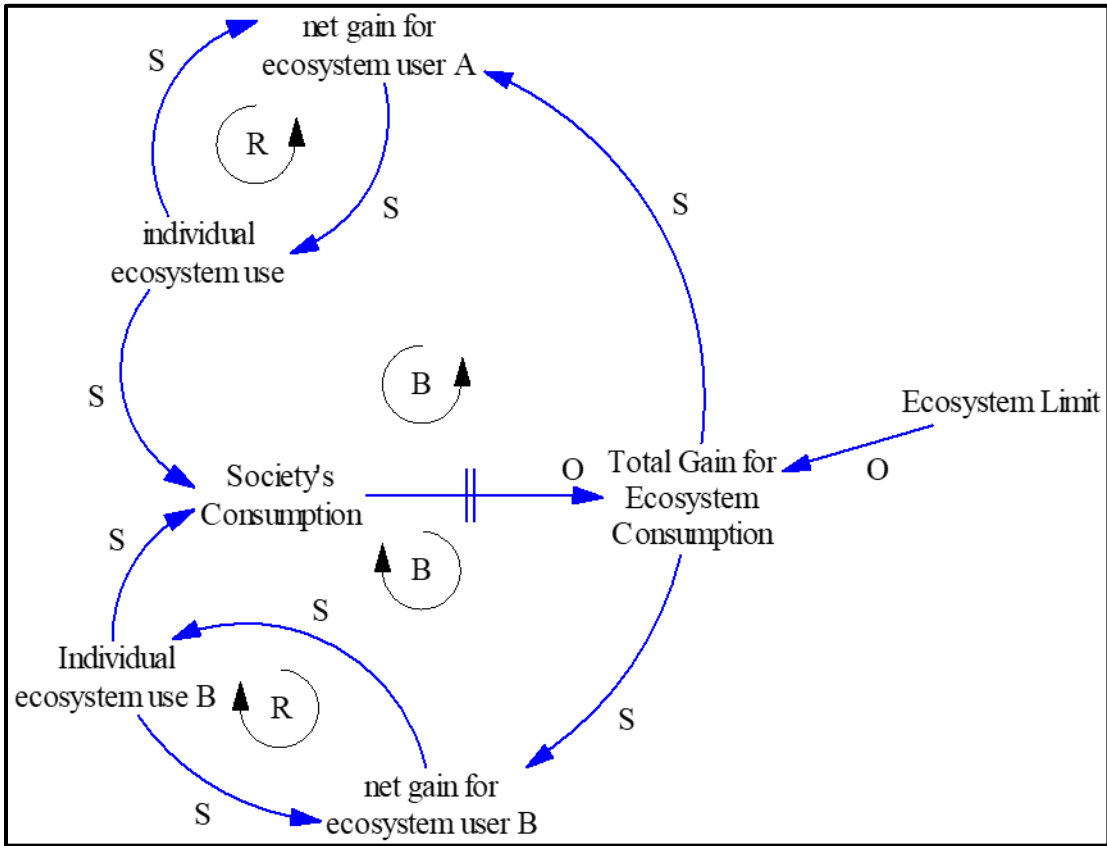 net gain for
ecosystem user A
S
R
S
S
individual
ecosystem use
B
S
Ecosystem Limit
Society's
Consumption
O
Total Gain for
Ecosystem
Consumption
O
S
B
S
Individual
ecosystem use B
R
S
S
net gain for
ecosystem user B